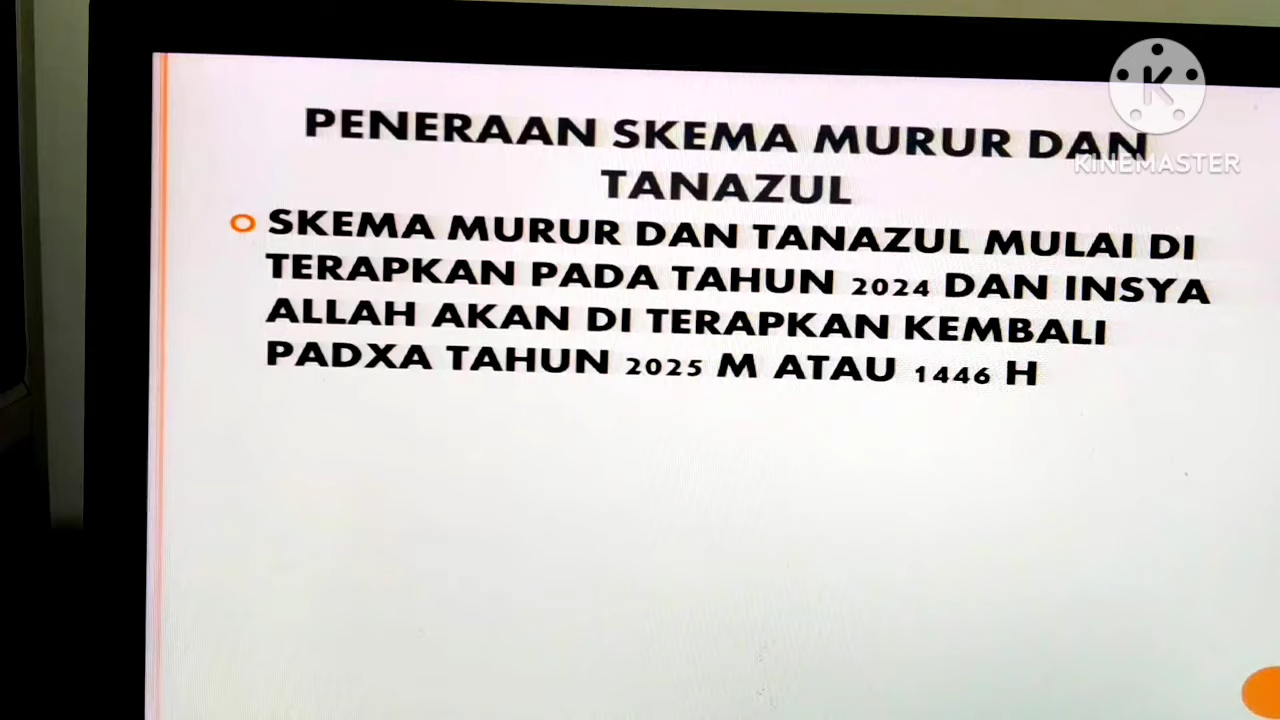 PENERAAN SKEMA MURUR DAN
TANAZUL
SKEMA MURUR DAN TANAZUL MULAI DI
TERAPKAN PADA TAHUN 2024 DAN INSYA
ALLAH AKAN DI TERAPKAN KEMBALI
PADXA TAHUN 2025 M ATAU 1446 H
K
KINEMASTER